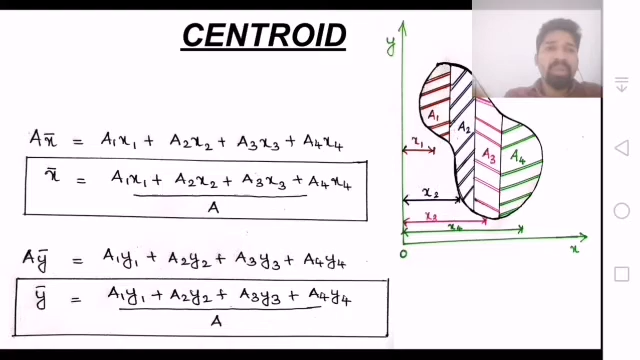 CENTROID
Ax̄ = A₁x₁ + A₂x₂ + A₃x₃ + A₄x₄
x̄ = A₁x₁ + A₂x₂ + A₃x₃ + A₄x₄
A
Aȳ = A₁y₁ + A₂y₂ + A₃y₃ + A₄y₄
ȳ = A₁y₁ + A₂y₂ + A₃y₃ + A₄y₄
A
y
A₁
A₂
A₃
A₄
x₁
x₂
x₃
x₄
0
x